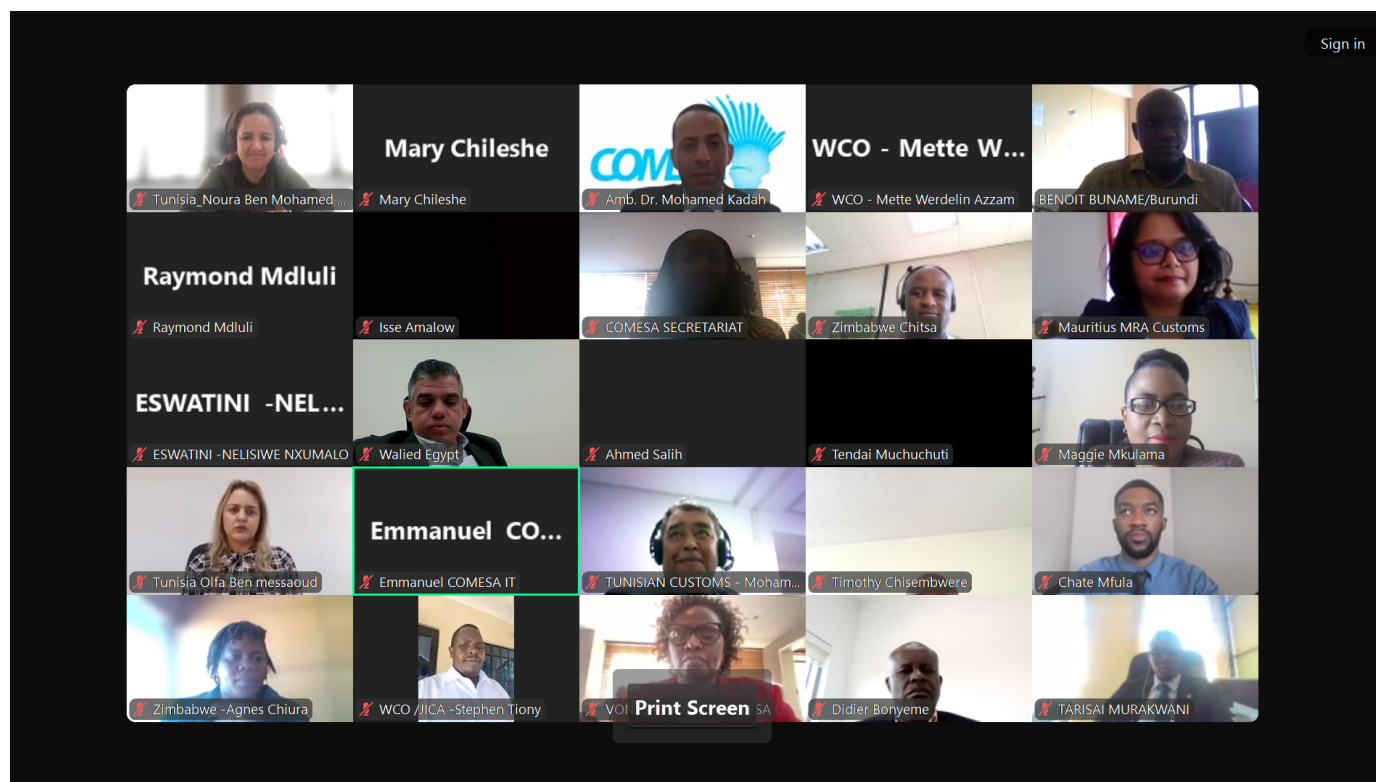 Sign in
Tunisia_Noura Ben Mohamed ...
Mary Chileshe
Mary Chileshe
COM
Amb. Dr. Mohamed Kadah
WCO - Mette W...
WCO - Mette Werdelin Azzam
BENOIT BUNAME/Burundi
Raymond Mdluli
Raymond Mdluli
Isse Amalow
COMESA SECRETARIAT
Zimbabwe Chitsa
Mauritius MRA Customs
ESWATINI -NEL...
ESWATINI -NELISIWE NXUMALO
Walied Egypt
Ahmed Salih
Tendai Muchuchuti
Maggie Mkulama
Tunisia Olfa Ben messaoud
Emmanuel CO...
Emmanuel COMESA IT
TUNISIAN CUSTOMS - Moham...
Timothy Chisembwere
Chate Mfula
Zimbabwe -Agnes Chiura
WCO /JICA -Stephen Tiony
Print Screen
Didier Bonyeme
TARISAI MURAKWANI